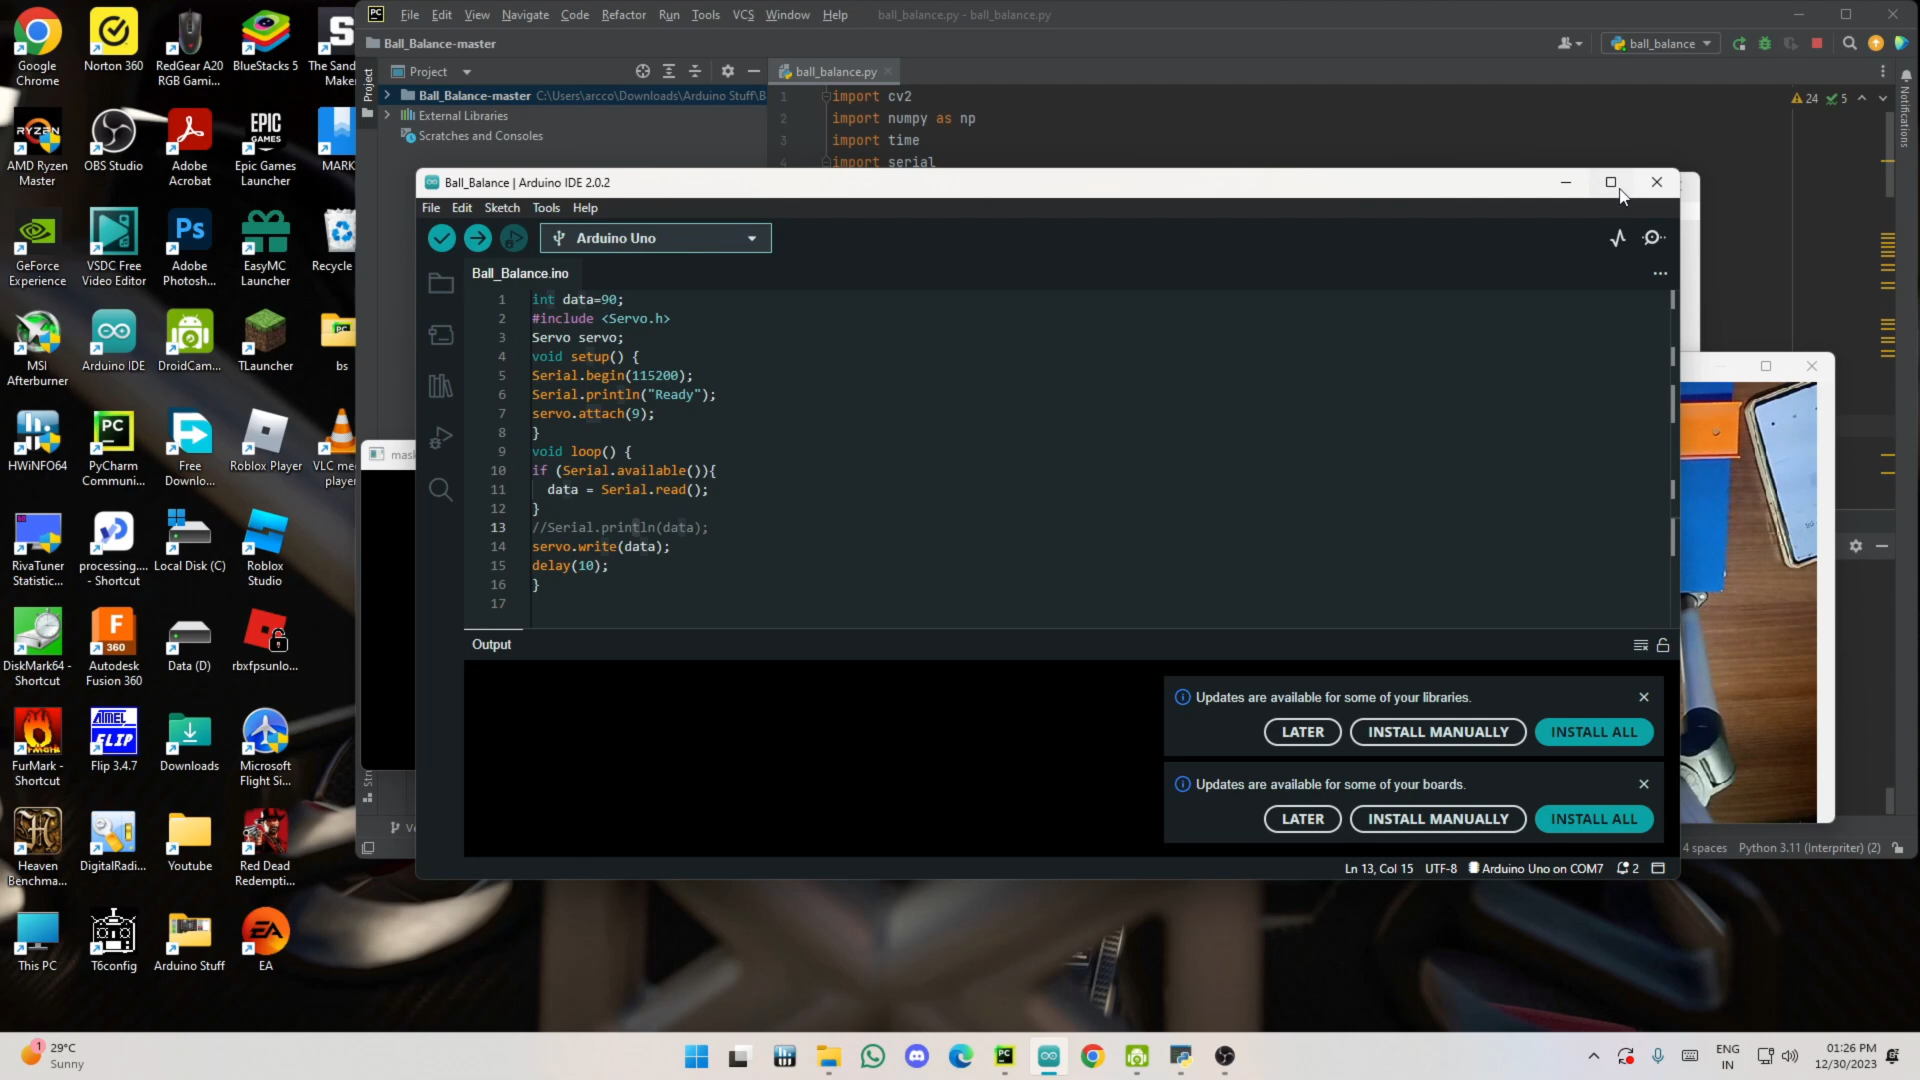 Google Chrome
Norton 360
RedGear A20 RGB Gami...
BlueStacks 5
The Sand Maker
AMD Ryzen Master
OBS Studio
Adobe Acrobat
Epic Games Launcher
MARK
GeForce Experience
VSDC Free Video Editor
Adobe Photosh...
EasyMC Launcher
Recycle
MSI Afterburner
Arduino IDE
DroidCam...
TLauncher
bs
HWiNFO64
PyCharm Communi...
Free Downlo...
Roblox Player
VLC me player
RivaTuner Statistic...
processing.... - Shortcut
Local Disk (C)
Roblox Studio
DiskMark64 - Shortcut
Autodesk Fusion 360
Data (D)
rbxfpsunlo...
FurMark - Shortcut
Flip 3.4.7
Downloads
Microsoft Flight Si...
Heaven Benchma...
DigitalRadi...
Youtube
Red Dead Redempti...
This PC
T6config
Arduino Stuff
EA
File Edit View Navigate Code Refactor Run Tools VCS Window Help ball_balance.py - ball_balance.py
Ball_Balance-master
ball_balance
Project
Project
ball_balance.py
Ball_Balance-master C:\Users\arcco\Downloads\Arduino Stuff\B
External Libraries
Scratches and Consoles
1 import cv2
2 import numpy as np
3 import time
4 import serial
24 5
Notifications
mask
Ball_Balance | Arduino IDE 2.0.2
File Edit Sketch Tools Help
Arduino Uno
Ball_Balance.ino
1 int data=90;
2 #include <Servo.h>
3 Servo servo;
4 void setup() {
5 Serial.begin(115200);
6 Serial.println("Ready");
7 servo.attach(9);
8 }
9 void loop() {
10 if (Serial.available()){
11 data = Serial.read();
12 }
13 //Serial.println(data);
14 servo.write(data);
15 delay(10);
16 }
17
Output
Updates are available for some of your libraries.
LATER INSTALL MANUALLY INSTALL ALL
Updates are available for some of your boards.
LATER INSTALL MANUALLY INSTALL ALL
Ln 13, Col 15 UTF-8 Arduino Uno on COM7 2
4 spaces Python 3.11 (Interpriter) (2)
29°C
Sunny
ENG
IN
01:26 PM
12/30/2023